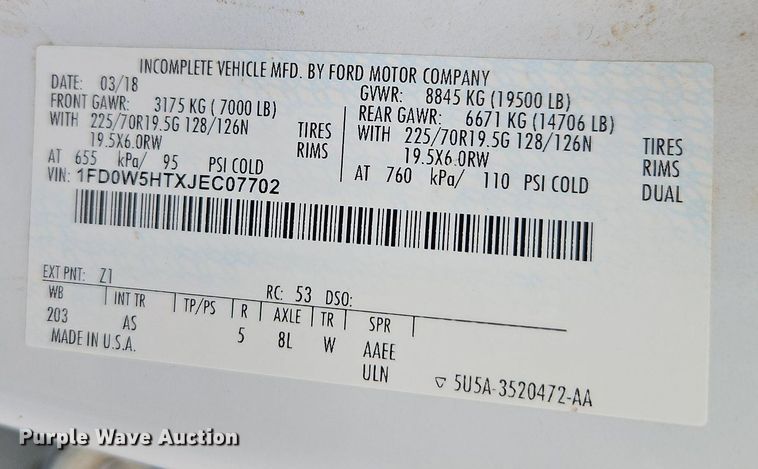 INCOMPLETE VEHICLE MFD. BY FORD MOTOR COMPANY
DATE: 03/18 GVWR: 8845 KG (19500 LB)
FRONT GAWR: 3175 KG ( 7000 LB) REAR GAWR: 6671 KG (14706 LB)
WITH 225/70R19.5G 128/126N TIRES WITH 225/70R19.5G 128/126N TIRES
19.5X6.0RW RIMS 19.5X6.0RW RIMS
AT 655 kPa/ 95 PSI COLD AT 760 kPa/ 110 PSI COLD DUAL
VIN: 1FD0W5HTXJEC07702
EXT PNT: Z1 RC: 53 DSO:
WB INT TR TP/PS R AXLE TR SPR
203 AS 5 8L W AAEE
MADE IN U.S.A. ULN
5U5A-3520472-AA
Purple Wave Auction